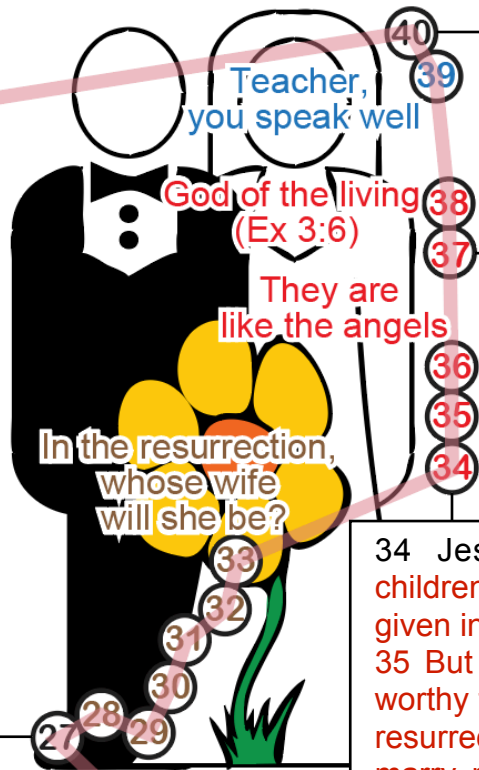 40
39
Teacher,
you speak well
God of the living
(Ex 3:6)
38
37
They are
like the angels
36
35
34
In the resurrection,
whose wife
will she be?
33
32
31
30
29
28
27
34 Jes
children
given in
35 But
worthy
resurrec